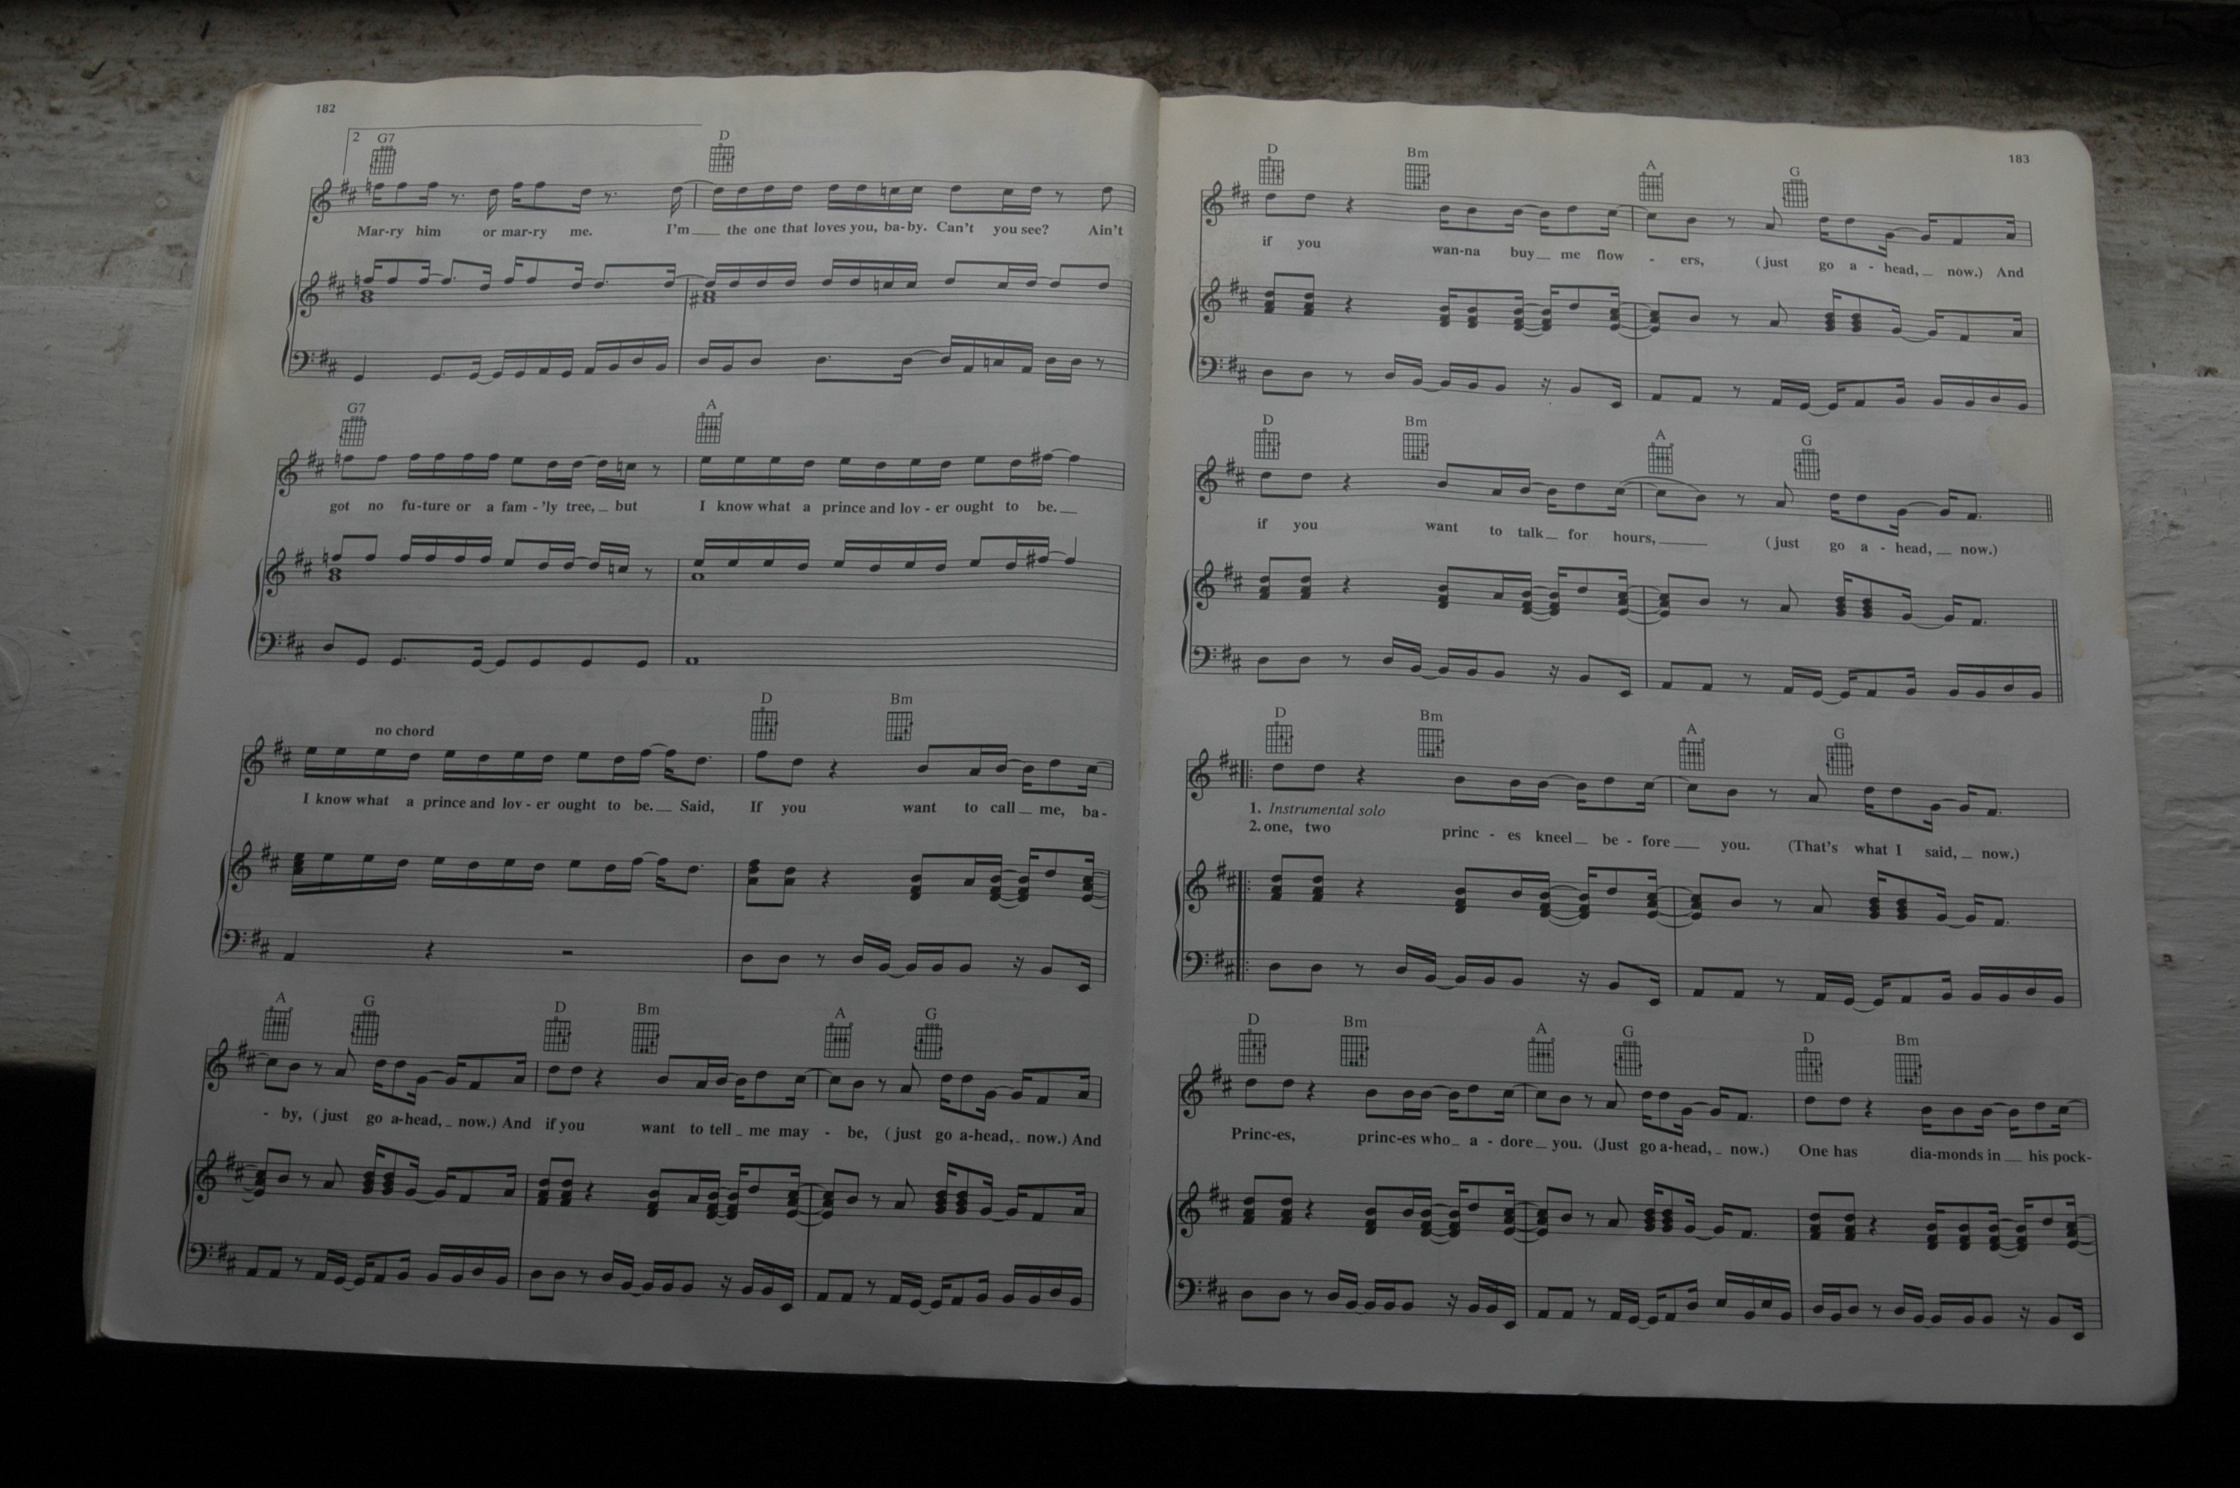 182
2
G7 D
Mar-ry him or mar-ry me. I'm the one that loves you, ba-by. Can't you see? Ain't
G7 A
got no fu-ture or a fam-'ly tree, but I know what a prince and lov-er ought to be.
no chord D Bm
I know what a prince and lov-er ought to be. Said, If you want to call me, ba-
A G D Bm A G
- by, (just go a-head, now.) And if you want to tell me may - be, (just go a-head, now.) And
183
D Bm A G
if you wan-na buy me flow - ers, (just go a - head, now.) And
D Bm A G
if you want to talk for hours, (just go a - head, now.)
D Bm A G
1. Instrumental solo
2. one, two princ - es kneel be - fore you. (That's what I said, now.)
D Bm A G D Bm
Princ-es, princ-es who a - dore you. (Just go a-head, now.) One has dia-monds in his pock-